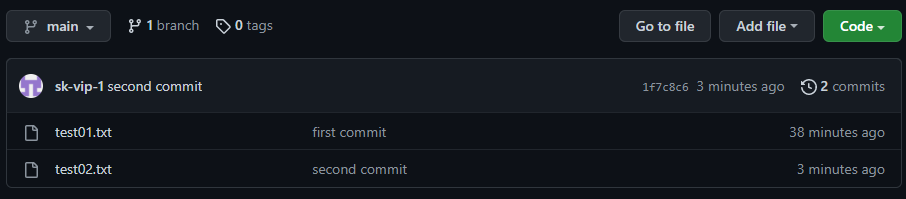 main 1 branch 0 tags Go to file Add file Code
sk-vip-1 second commit 1f7c8c6 3 minutes ago 2 commits
test01.txt first commit 38 minutes ago
test02.txt second commit 3 minutes ago